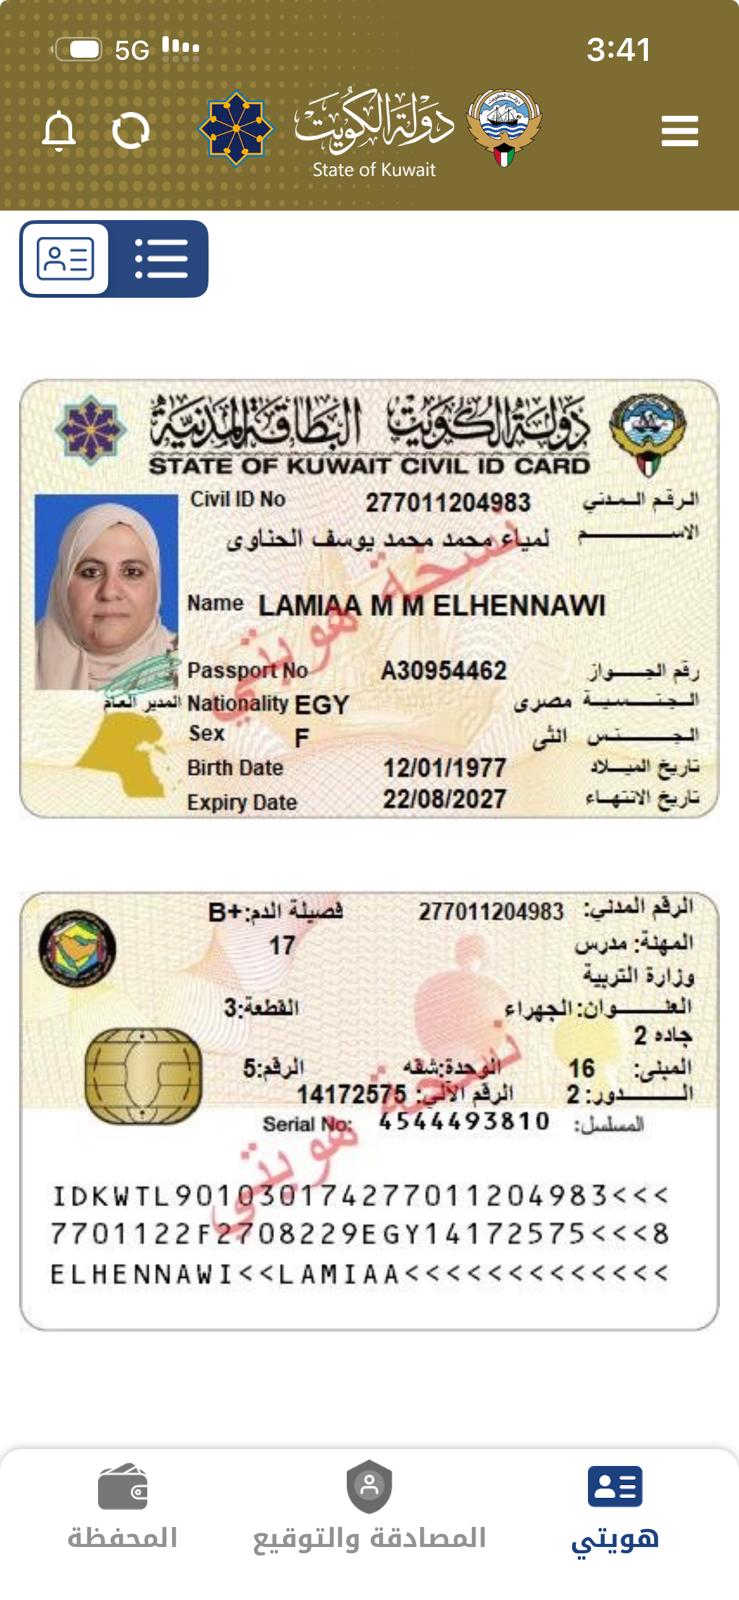 5G 3:41
دولة الكويت
State of Kuwait
دولة الكويت البطاقة المدنية
STATE OF KUWAIT CIVIL ID CARD
Civil ID No 277011204983 الرقم المدني
الاسم لمياء محمد محمد يوسف الحناوى
Name LAMIAA M M ELHENNAWI
Passport No A30954462 رقم الجواز
المدير العام
Nationality EGY الجنسية مصرى
Sex F الجنس انثى
Birth Date 12/01/1977 تاريخ الميلاد
Expiry Date 22/08/2027 تاريخ الانتهاء
نسخة هويتي
الرقم المدني: 277011204983 فصيلة الدم: B+
المهنة: مدرس 17
وزارة التربية
العنوان: الجهراء القطعة: 3
جاده 2
المبنى: 16 الوحدة: شقه الرقم: 5
الدور: 2 الرقم الآلي: 14172575
المسلسل: 4544493810 Serial No:
نسخة هويتي
IDKWTL901030174277011204983<<<
7701122F2708229EGY14172575<<<8
ELHENNAWI<<LAMIAA<<<<<<<<<<<<<
هويتي المصادقة والتوقيع المحفظة